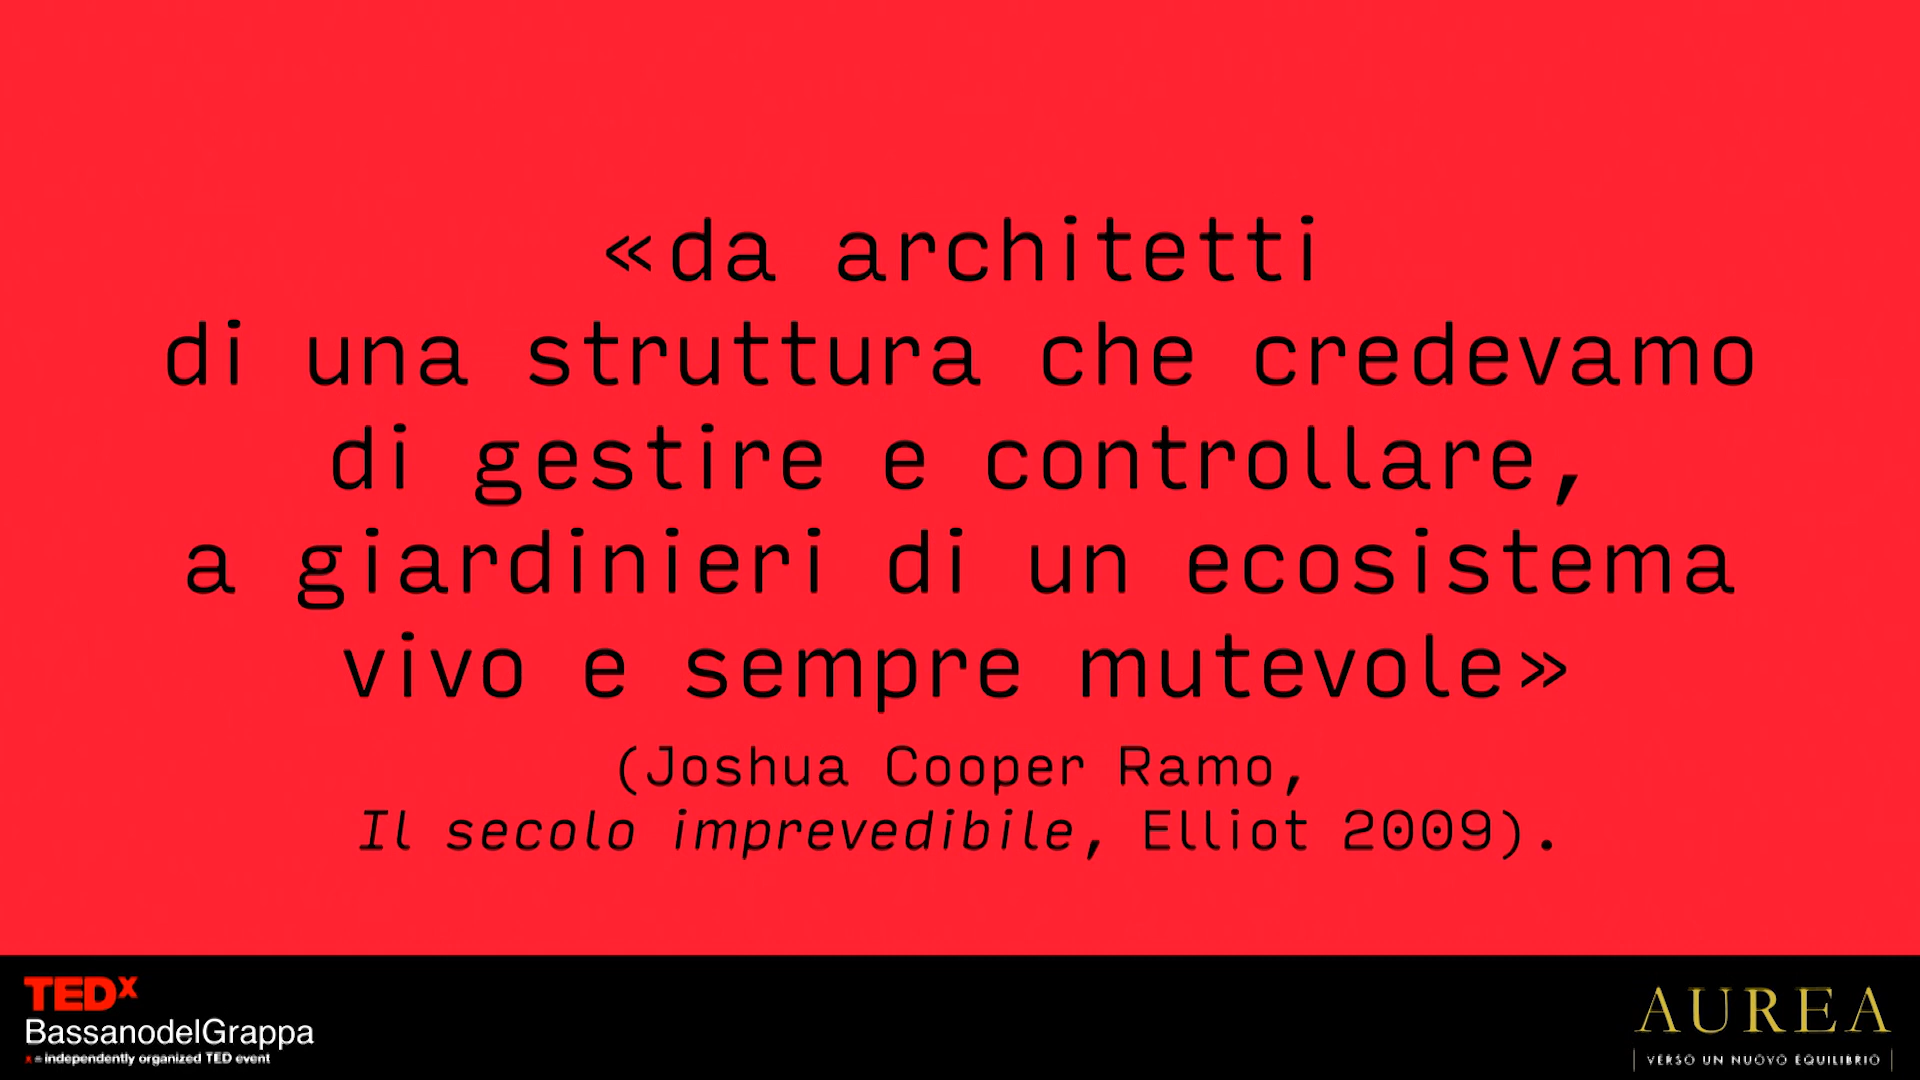 «da architetti
di una struttura che credevamo
di gestire e controllare,
a giardinieri di un ecosistema
vivo e sempre mutevole»
(Joshua Cooper Ramo,
Il secolo imprevedibile, Elliot 2009).
TEDx
BassanodelGrappa
x = independently organized TED event
AUREA
VERSO UN NUOVO EQUILIBRIO